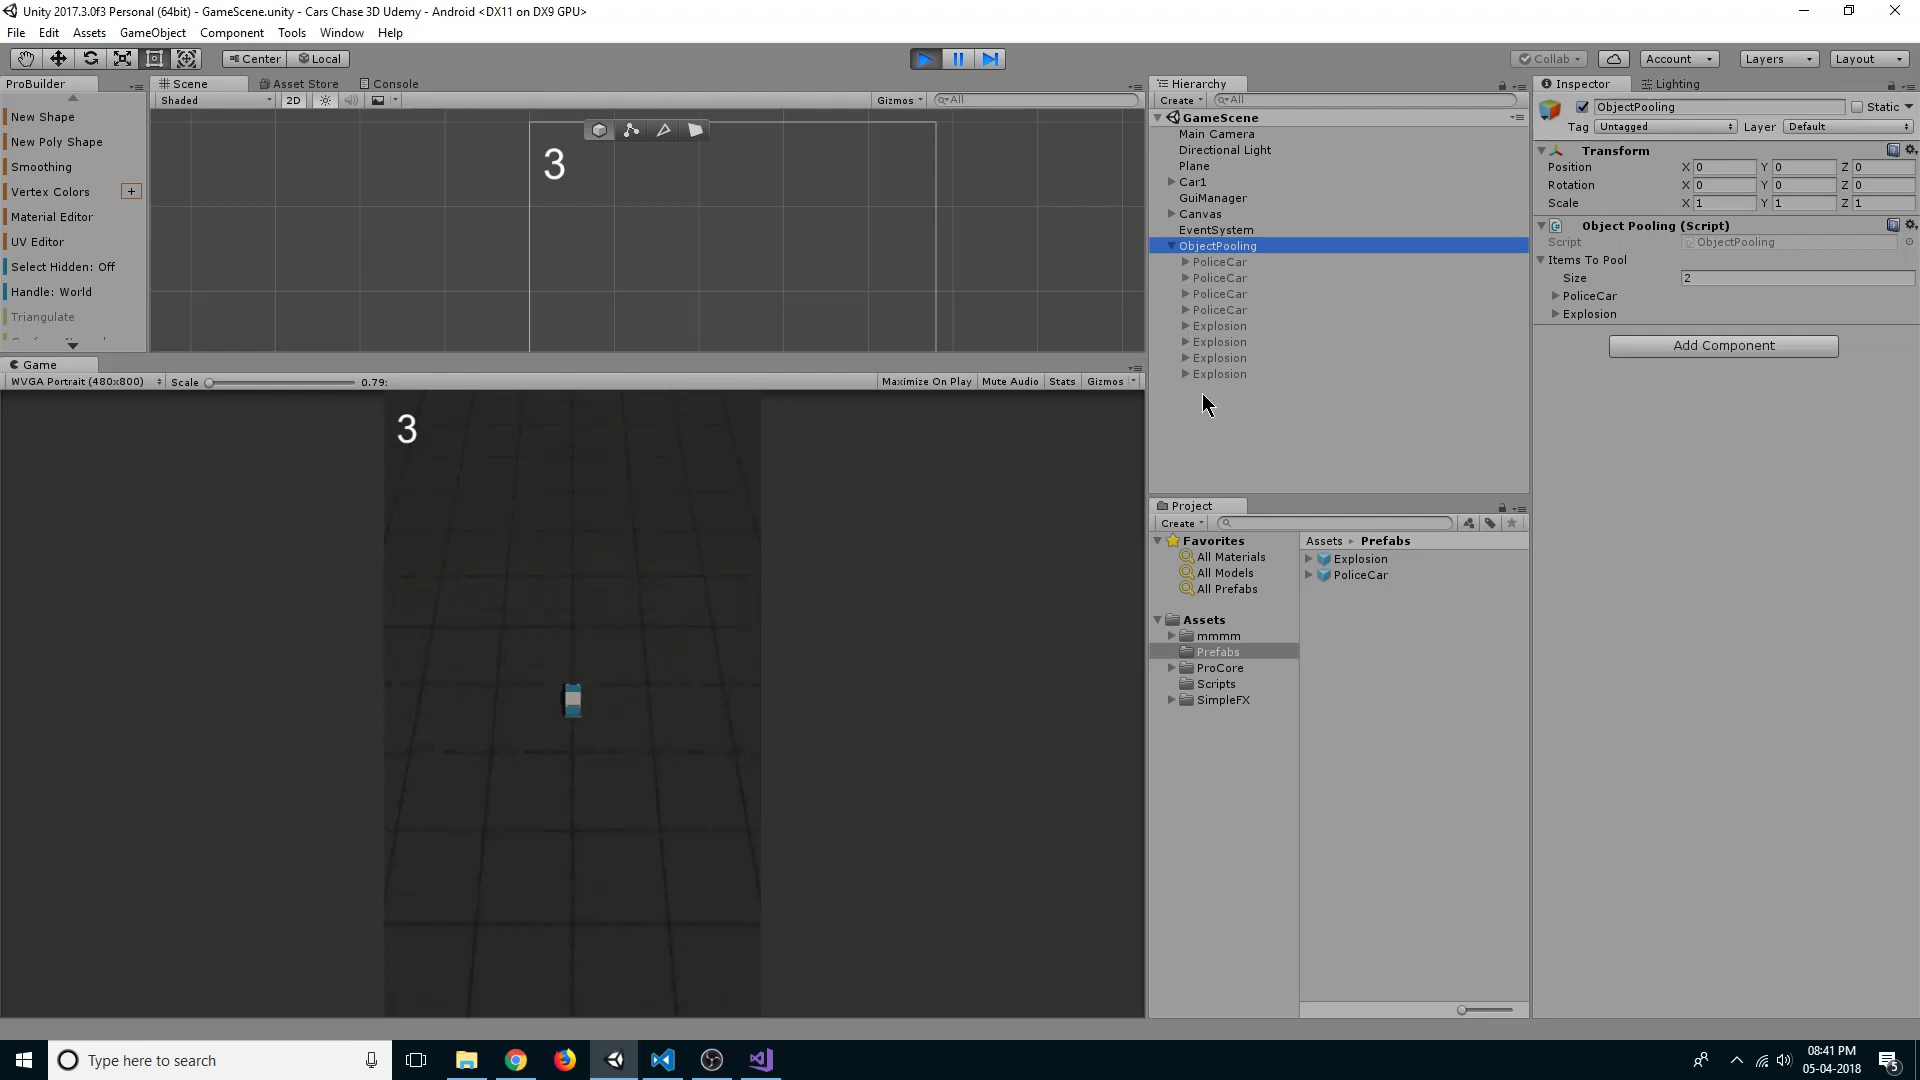 Unity 2017.3.0f3 Personal (64bit) - GameScene.unity - Cars Chase 3D Udemy - Android <DX11 on DX9 GPU>
File Edit Assets GameObject Component Tools Window Help
Center Local Collab Account Layers Layout
ProBuilder Scene Asset Store Console Hierarchy Inspector Lighting
Shaded 2D Gizmos All Create All
New Shape
New Poly Shape
Smoothing
Vertex Colors +
Material Editor
UV Editor
Select Hidden: Off
Handle: World
Triangulate
3
GameScene
Main Camera
Directional Light
Plane
Car1
GuiManager
Canvas
EventSystem
ObjectPooling
PoliceCar
PoliceCar
PoliceCar
PoliceCar
Explosion
Explosion
Explosion
Explosion
ObjectPooling Static
Tag Untagged Layer Default
Transform
Position X 0 Y 0 Z 0
Rotation X 0 Y 0 Z 0
Scale X 1 Y 1 Z 1
Object Pooling (Script)
Script ObjectPooling
Items To Pool
Size 2
PoliceCar
Explosion
Add Component
Game
WVGA Portrait (480x800) Scale 0.79: Maximize On Play Mute Audio Stats Gizmos
3
Project
Create
Favorites
All Materials
All Models
All Prefabs
Assets
mmmm
Prefabs
ProCore
Scripts
SimpleFX
Assets Prefabs
Explosion
PoliceCar
Type here to search
08:41 PM
05-04-2018
5